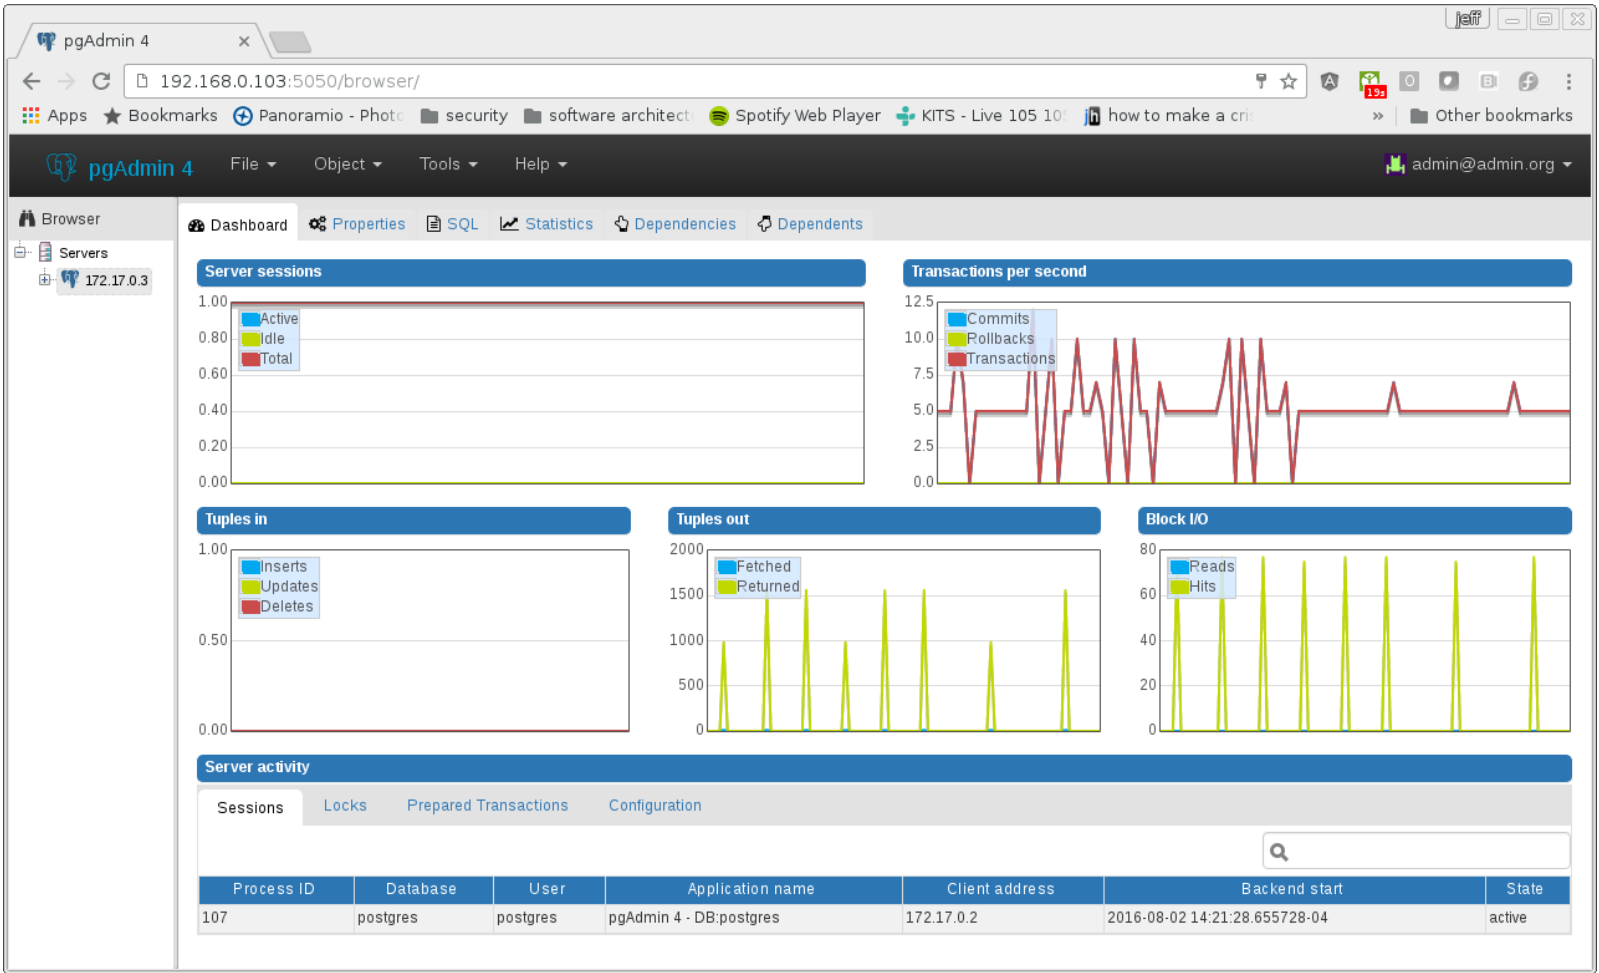 jeff
pgAdmin 4
192.168.0.103:5050/browser/
19s
Apps Bookmarks Panoramio - Photo security software architect Spotify Web Player KITS - Live 105 10 how to make a cri » Other bookmarks
pgAdmin 4 File Object Tools Help admin@admin.org
Browser
Dashboard Properties SQL Statistics Dependencies Dependents
Servers
172.17.0.3
Server sessions
1.00
0.80
0.60
0.40
0.20
0.00
Active
Idle
Total
Transactions per second
12.5
10.0
7.5
5.0
2.5
0.0
Commits
Rollbacks
Transactions
Tuples in
1.00
0.50
0.00
Inserts
Updates
Deletes
Tuples out
2000
1500
1000
500
0
Fetched
Returned
Block I/O
80
60
40
20
0
Reads
Hits
Server activity
Sessions Locks Prepared Transactions Configuration
Process ID Database User Application name Client address Backend start State
107 postgres postgres pgAdmin 4 - DB:postgres 172.17.0.2 2016-08-02 14:21:28.655728-04 active